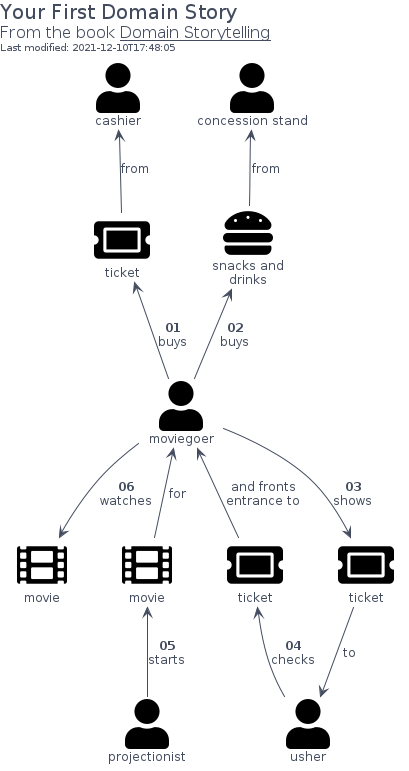 Your First Domain Story
From the book Domain Storytelling
Last modified: 2021-12-10T17:48:05
cashier
concession stand
from
from
ticket
snacks and
drinks
01
buys
02
buys
moviegoer
06
watches
for
and fronts
entrance to
03
shows
movie
movie
ticket
ticket
05
starts
04
checks
to
projectionist
usher